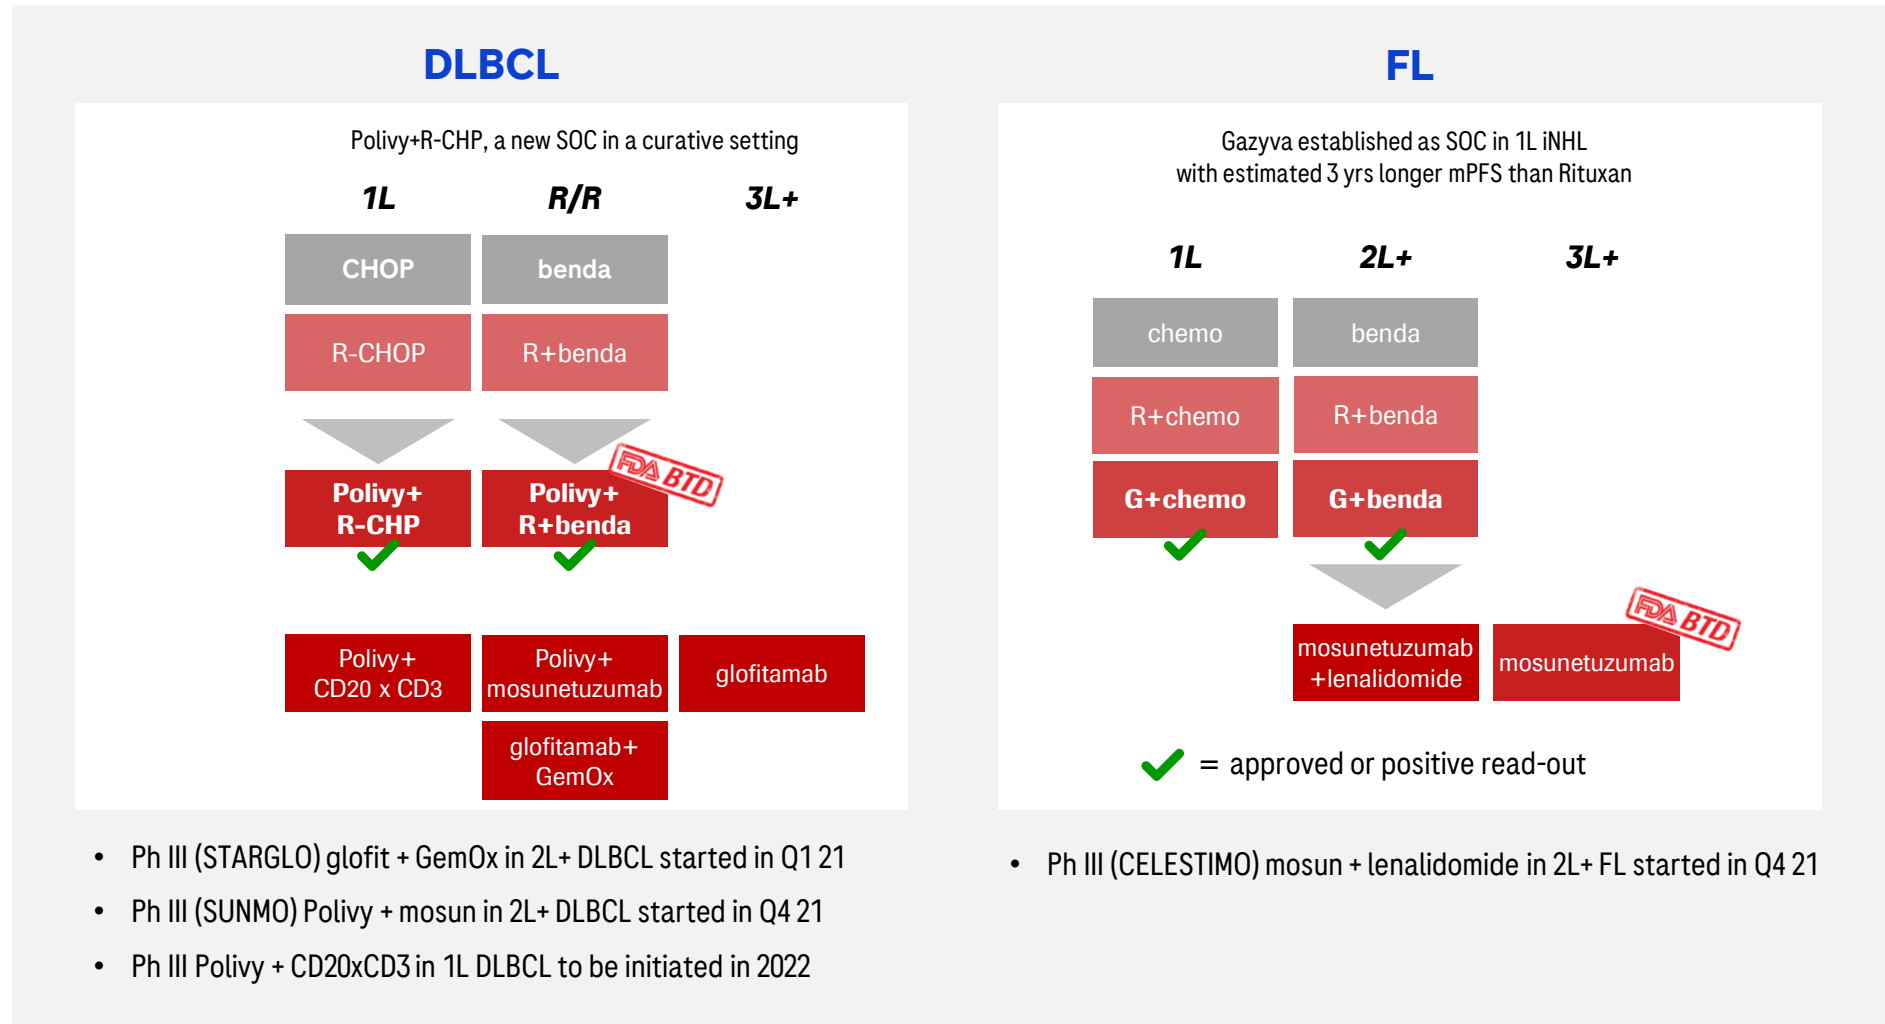 DLBCL
Polivy+R-CHP, a new SOC in a curative setting
1L
R/R
3L+
CHOP
benda
R-CHOP
R+benda
FDA BTD
Polivy+
R-CHP
Polivy+
R+benda
Polivy+
CD20 x CD3
Polivy+
mosunetuzumab
glofitamab
glofitamab+
GemOx
• Ph III (STARGLO) glofit + GemOx in 2L+ DLBCL started in Q1 21
• Ph III (SUNMO) Polivy + mosun in 2L+ DLBCL started in Q4 21
• Ph III Polivy + CD20xCD3 in 1L DLBCL to be initiated in 2022
FL
Gazyva established as SOC in 1L iNHL
with estimated 3 yrs longer mPFS than Rituxan
1L
2L+
3L+
chemo
benda
R+chemo
R+benda
G+chemo
G+benda
FDA BTD
mosunetuzumab
+lenalidomide
mosunetuzumab
= approved or positive read-out
• Ph III (CELESTIMO) mosun + lenalidomide in 2L+ FL started in Q4 21